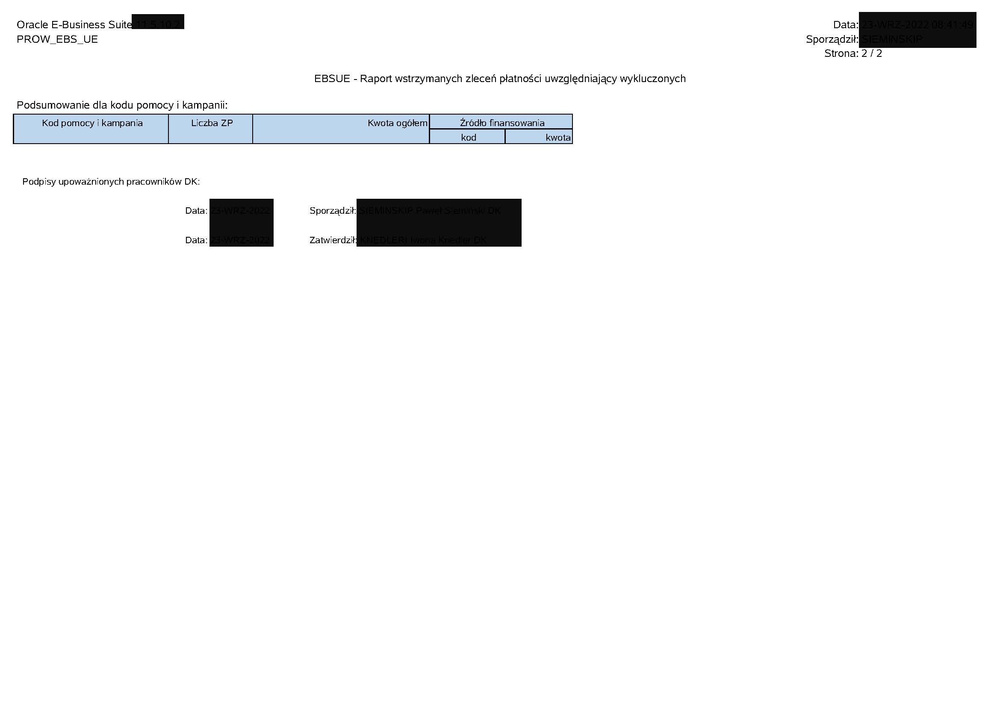 Oracle E-Business Suite
PROW_EBS_UE
Data:
Sporządził:
Strona: 2 / 2
EBSUE - Raport wstrzymanych zleceń płatności uwzględniający wykluczonych
Podsumowanie dla kodu pomocy i kampanii:
Kod pomocy i kampania Liczba ZP Kwota ogółem Źródło finansowania
kod kwota
Podpisy upoważnionych pracowników DK:
Data: Sporządził:
Data: Zatwierdził: